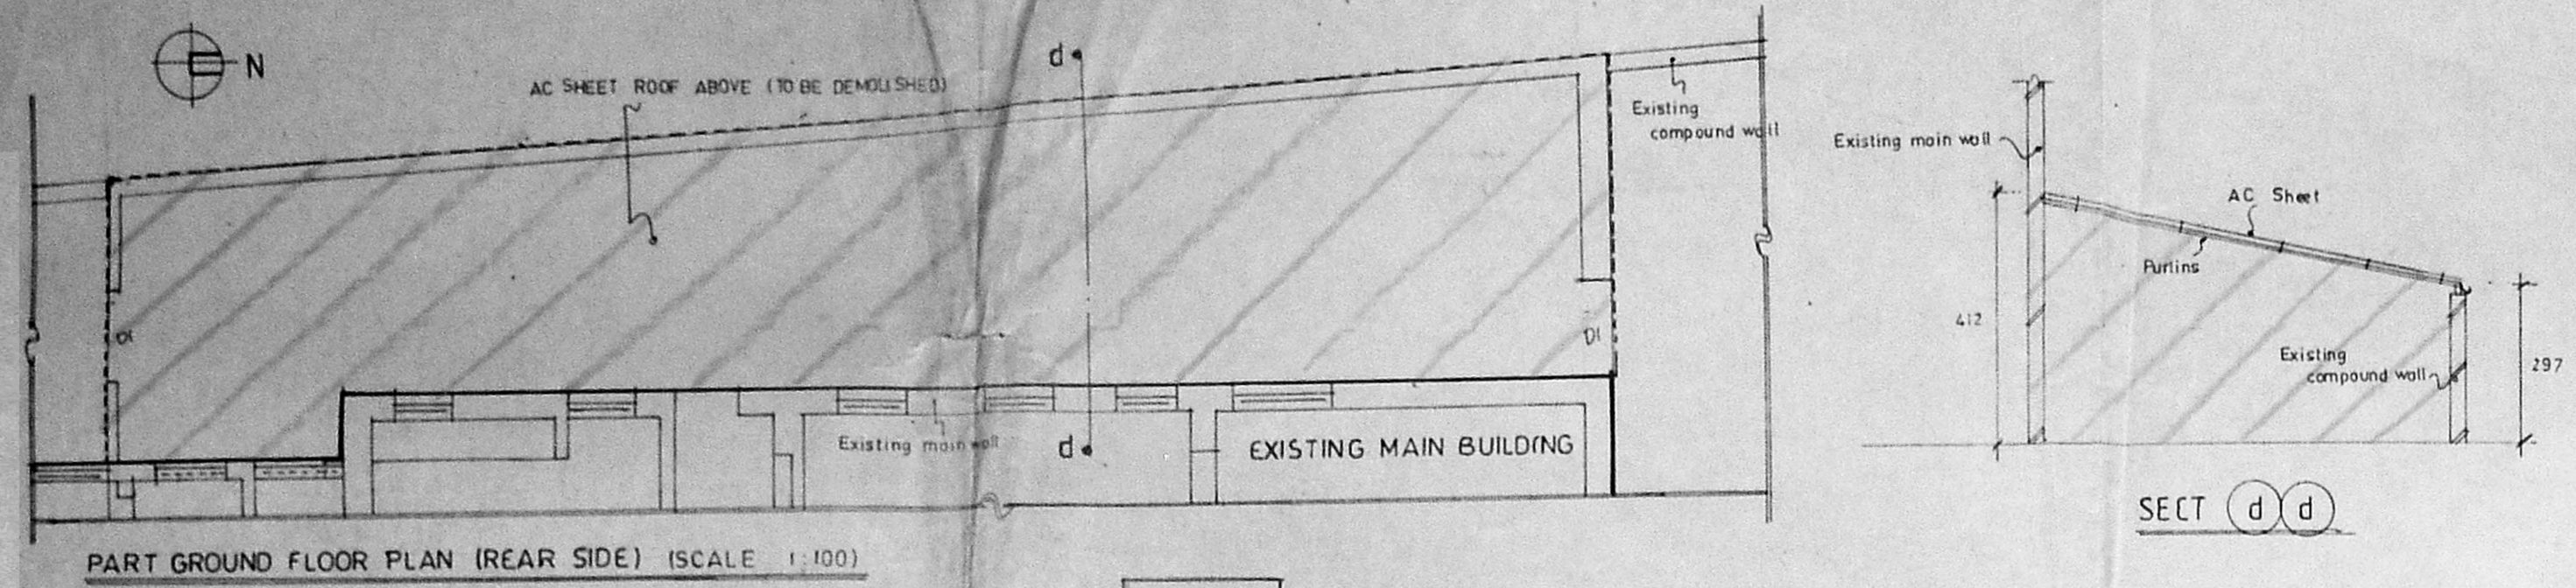 N
AC SHEET ROOF ABOVE (TO BE DEMOLISHED)
d
Existing
compound wall
D1
D1
Existing main wall
d
EXISTING MAIN BUILDING
PART GROUND FLOOR PLAN (REAR SIDE) (SCALE 1:100)
Existing main wall
AC Sheet
Purlins
412
Existing
compound wall
297
SECT d d